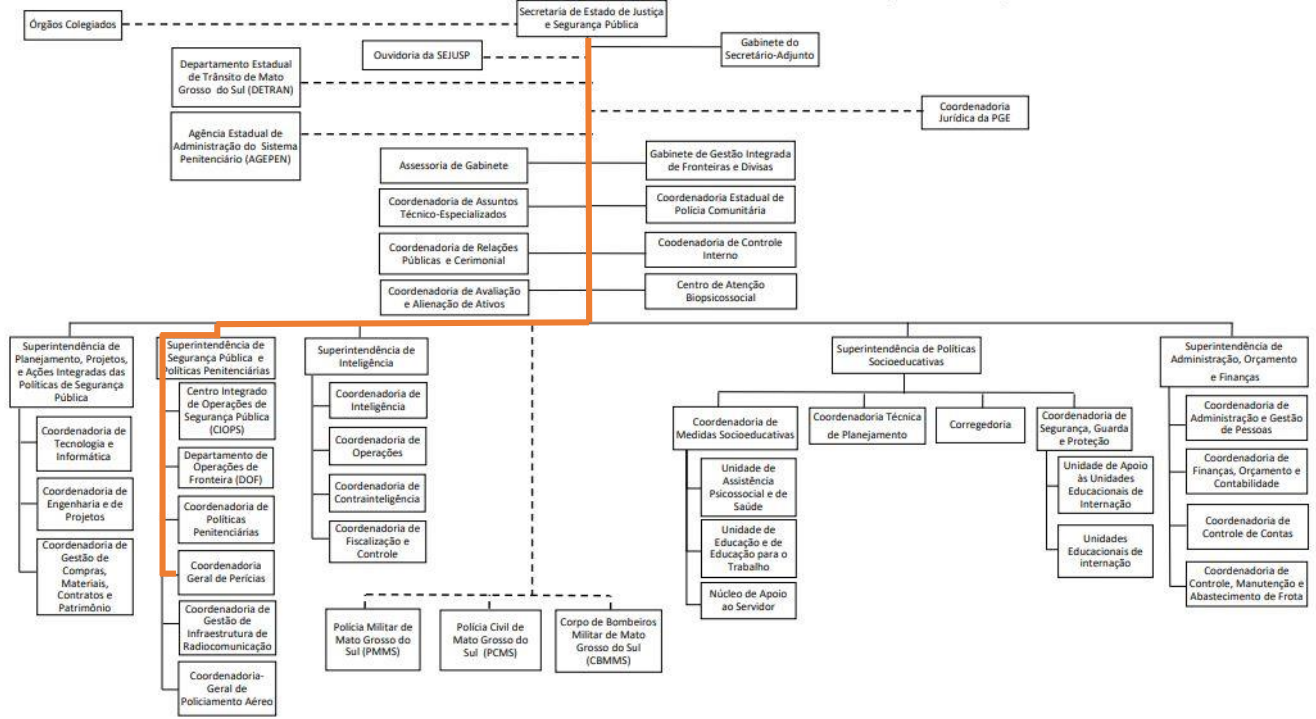 Secretaria de Estado de Justiça
e Segurança Pública
Órgãos Colegiados
Ouvidoria da SEJUSP
Gabinete do
Secretário-Adjunto
Departamento Estadual
de Trânsito de Mato
Grosso do Sul (DETRAN)
Coordenadoria
Jurídica da PGE
Agência Estadual de
Administração do Sistema
Penitenciário (AGEPEN)
Assessoria de Gabinete
Gabinete de Gestão Integrada
de Fronteiras e Divisas
Coordenadoria de Assuntos
Técnico-Especializados
Coordenadoria Estadual de
Polícia Comunitária
Coordenadoria de Relações
Públicas e Cerimonial
Coodenadoria de Controle
Interno
Coordenadoria de Avaliação
e Alienação de Ativos
Centro de Atenção
Biopsicossocial
Superintendência de
Planejamento, Projetos,
e Ações Integradas das
Políticas de Segurança
Pública
Coordenadoria de
Tecnologia e
Informática
Coordenadoria de
Engenharia e de
Projetos
Coordenadoria de
Gestão de
Compras,
Materiais,
Contratos e
Patrimônio
Superintendência de
Segurança Pública e
Políticas Penitenciárias
Centro Integrado
de Operações de
Segurança Pública
(CIOPS)
Departamento de
Operações de
Fronteira (DOF)
Coordenadoria de
Políticas
Penitenciárias
Coordenadoria
Geral de Perícias
Coordenadoria de
Gestão de
Infraestrutura de
Radiocomunicação
Coordenadoria-
Geral de
Policiamento Aéreo
Superintendência de
Inteligência
Coordenadoria de
Inteligência
Coordenadoria de
Operações
Coordenadoria de
Contrainteligência
Coordenadoria de
Fiscalização e
Controle
Polícia Militar de
Mato Grosso do
Sul (PMMS)
Polícia Civil de
Mato Grosso do
Sul (PCMS)
Corpo de Bombeiros
Militar de Mato
Grosso do Sul
(CBMMS)
Superintendência de Políticas
Socioeducativas
Coordenadoria de
Medidas Socioeducativas
Unidade de
Assistência
Psicossocial e de
Saúde
Unidade de
Educação e de
Educação para o
Trabalho
Núcleo de Apoio
ao Servidor
Coordenadoria Técnica
de Planejamento
Corregedoria
Coordenadoria de
Segurança, Guarda
e Proteção
Unidade de Apoio
às Unidades
Educacionais de
Internação
Unidades
Educacionais de
internação
Superintendência de
Administração, Orçamento
e Finanças
Coordenadoria de
Administração e Gestão
de Pessoas
Coordenadoria de
Finanças, Orçamento e
Contabilidade
Coordenadoria de
Controle de Contas
Coordenadoria de
Controle, Manutenção e
Abastecimento de Frota